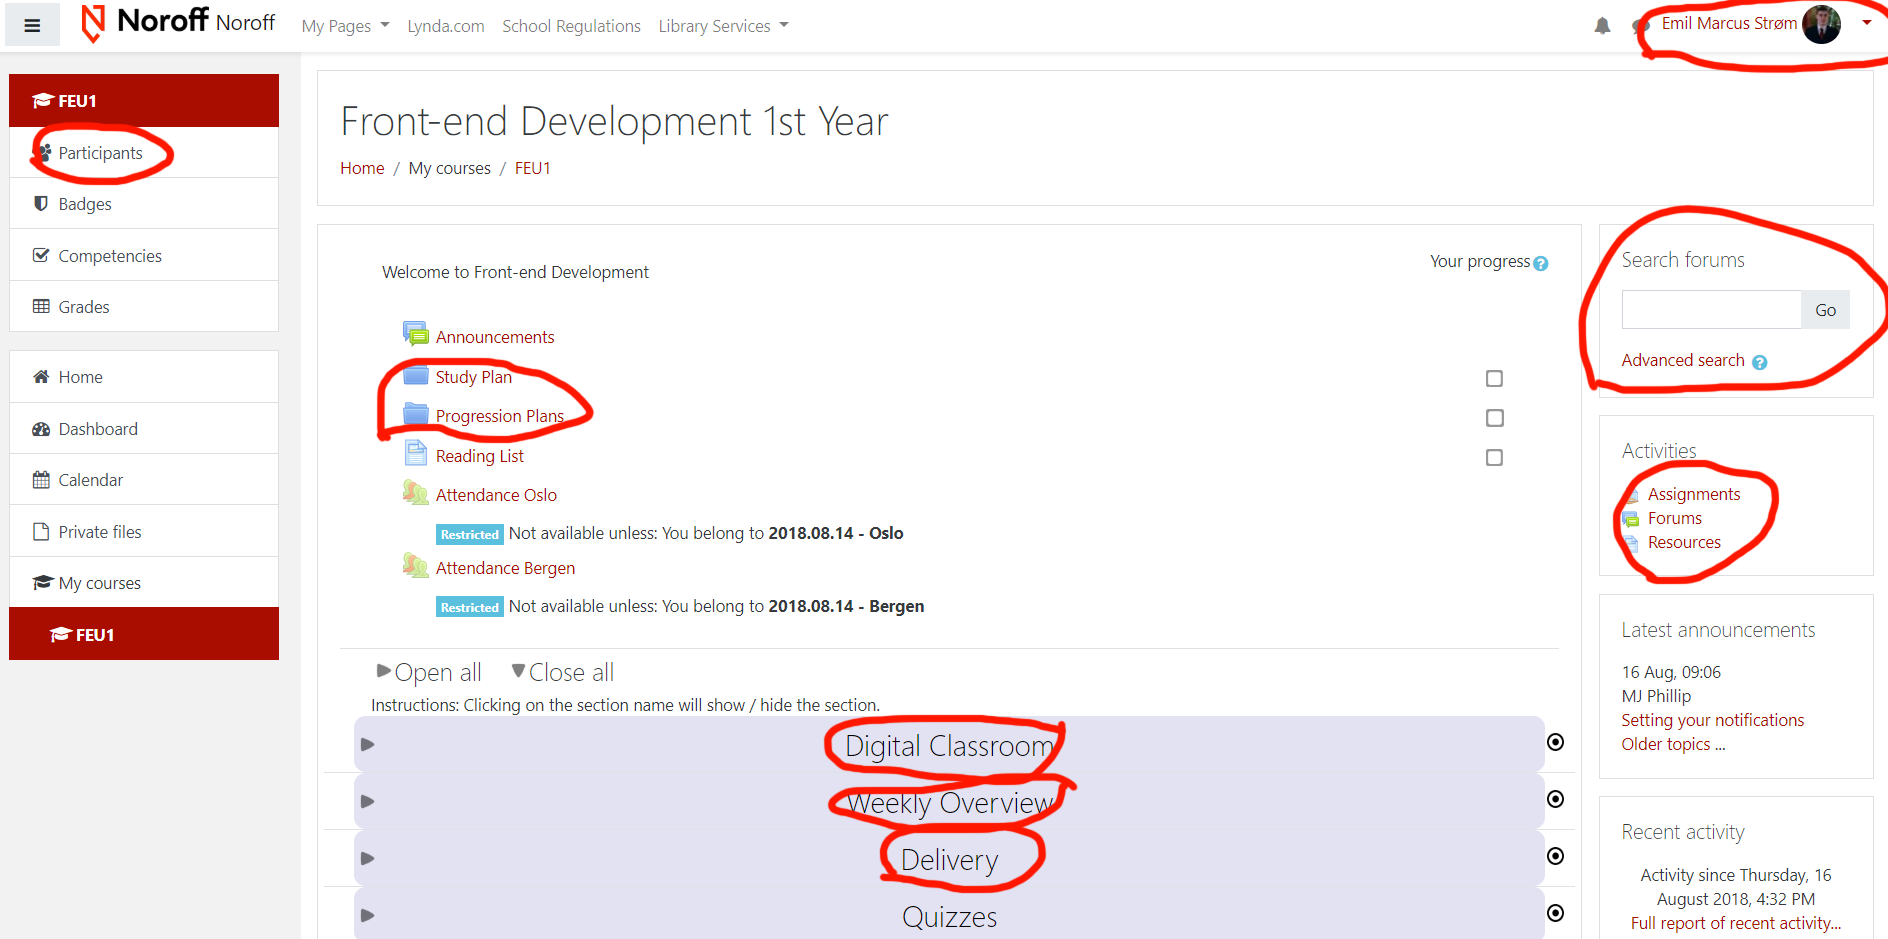 Noroff Noroff My Pages Lynda.com School Regulations Library Services Emil Marcus Strøm
FEU1
Participants
Badges
Competencies
Grades
Home
Dashboard
Calendar
Private files
My courses
FEU1
Front-end Development 1st Year
Home / My courses / FEU1
Welcome to Front-end Development
Your progress
Announcements
Study Plan
Progression Plans
Reading List
Attendance Oslo
Restricted Not available unless: You belong to 2018.08.14 - Oslo
Attendance Bergen
Restricted Not available unless: You belong to 2018.08.14 - Bergen
Open all Close all
Instructions: Clicking on the section name will show / hide the section.
Digital Classroom
Weekly Overview
Delivery
Quizzes
Search forums
Go
Advanced search
Activities
Assignments
Forums
Resources
Latest announcements
16 Aug, 09:06
MJ Phillip
Setting your notifications
Older topics ...
Recent activity
Activity since Thursday, 16
August 2018, 4:32 PM
Full report of recent activity...